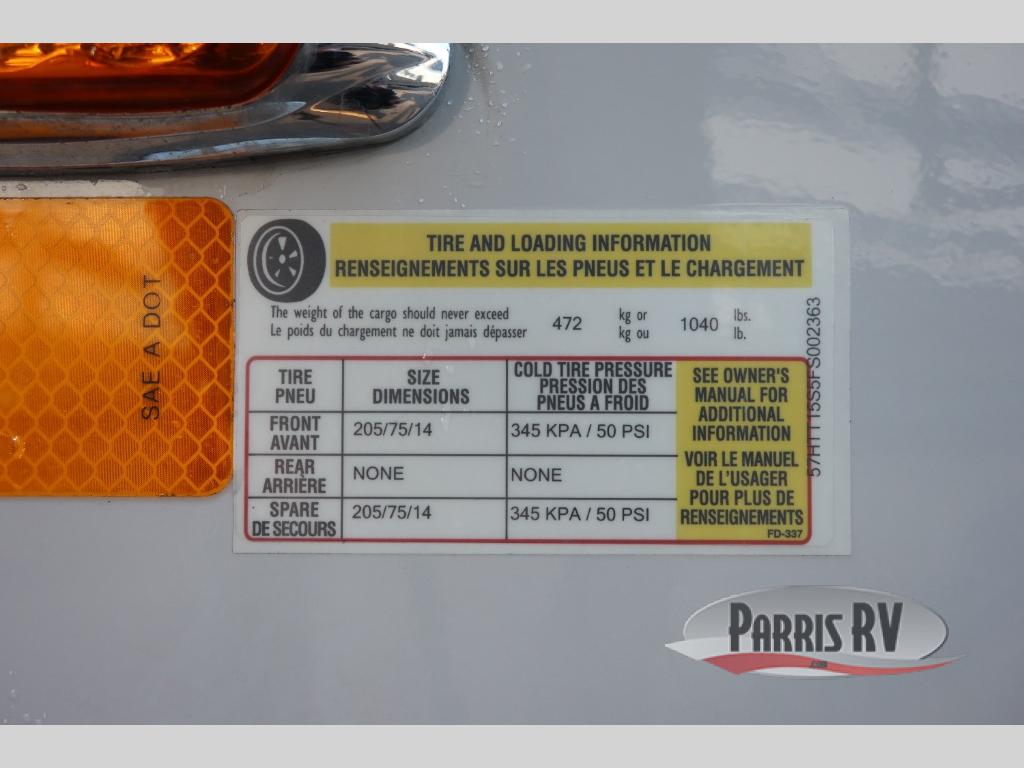 TIRE AND LOADING INFORMATION
RENSEIGNEMENTS SUR LES PNEUS ET LE CHARGEMENT
The weight of the cargo should never exceed 472 kg or 1040 lbs.
Le poids du chargement ne doit jamais dépasser kg ou lb.
TIRE PNEU
SIZE DIMENSIONS
COLD TIRE PRESSURE
PRESSION DES
PNEUS A FROID
FRONT AVANT
205/75/14
345 KPA / 50 PSI
REAR ARRIÈRE
NONE
NONE
SPARE DE SECOURS
205/75/14
345 KPA / 50 PSI
SEE OWNER'S
MANUAL FOR
ADDITIONAL
INFORMATION
VOIR LE MANUEL
DE L'USAGER
POUR PLUS DE
RENSEIGNEMENTS
FD-337
SAE A DOT
PARRIS RV
.com